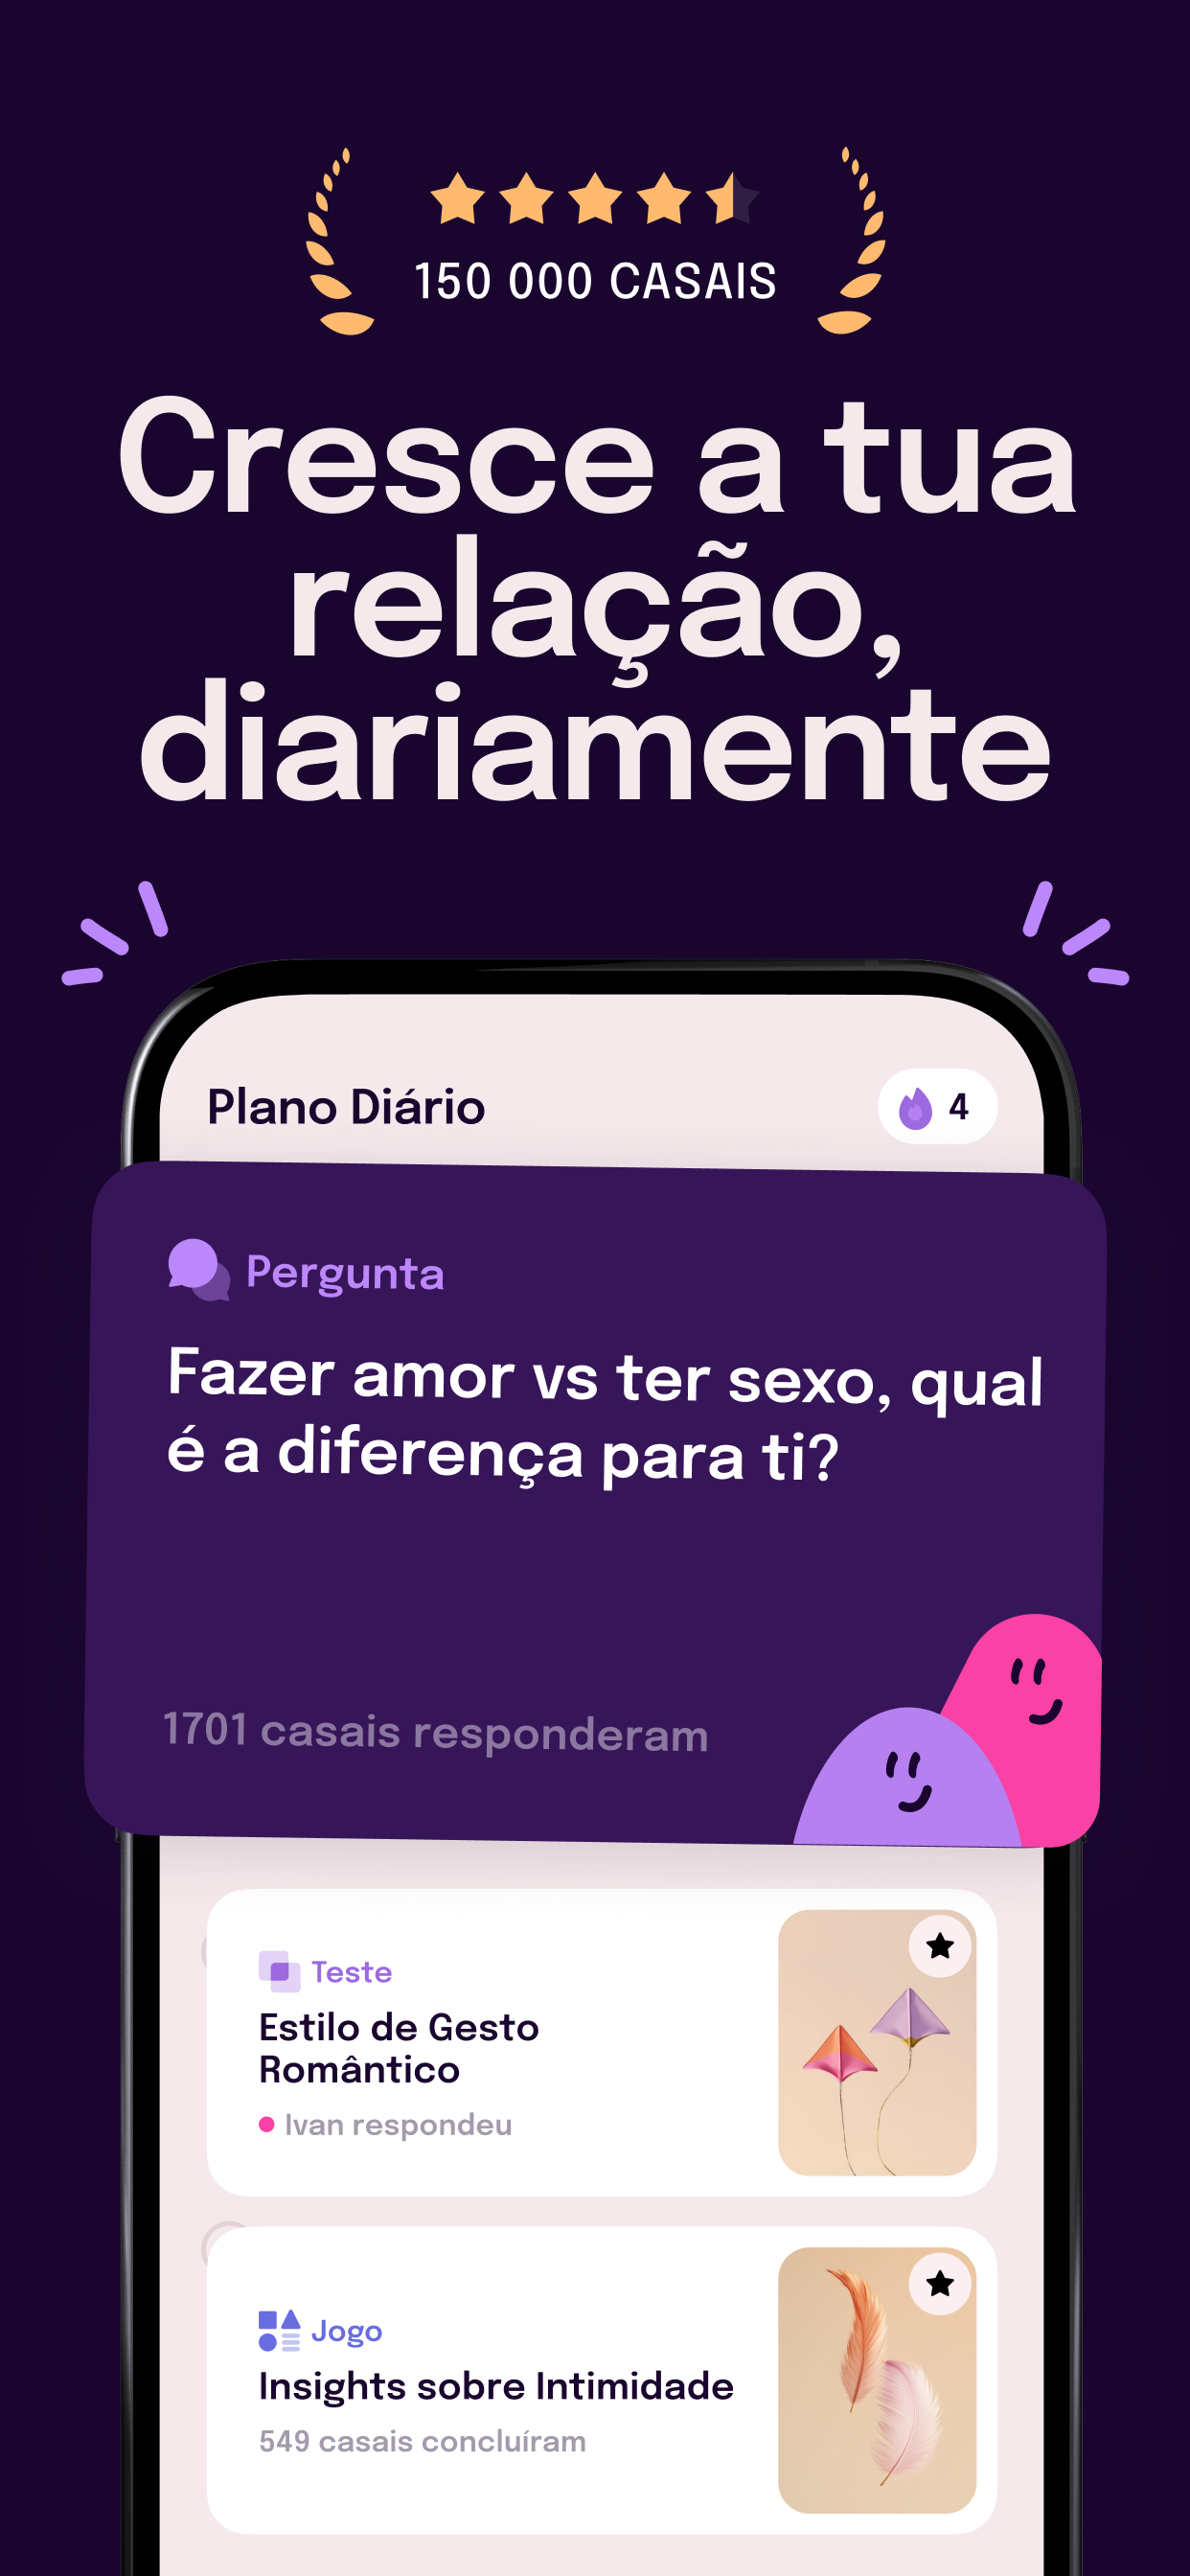 150 000 CASAIS
Cresce a tua
relação,
diariamente
Plano Diário
4
Pergunta
Fazer amor vs ter sexo, qual
é a diferença para ti?
1701 casais responderam
Teste
Estilo de Gesto
Romântico
Ivan respondeu
Jogo
Insights sobre Intimidade
549 casais concluíram